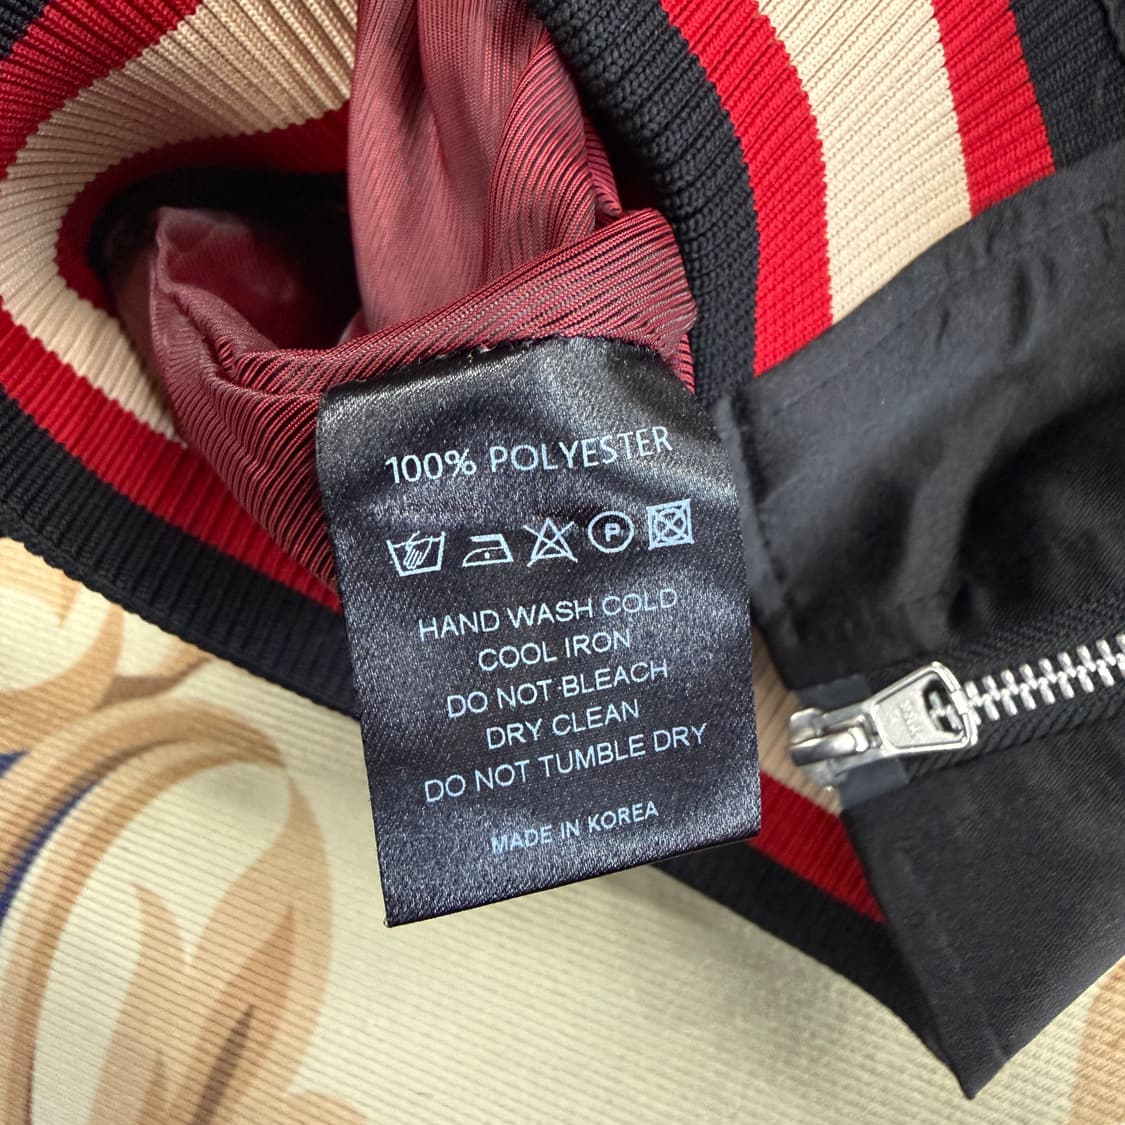 100% POLYESTER
P
HAND WASH COLD
COOL IRON
DO NOT BLEACH
DRY CLEAN
DO NOT TUMBLE DRY
MADE IN KOREA